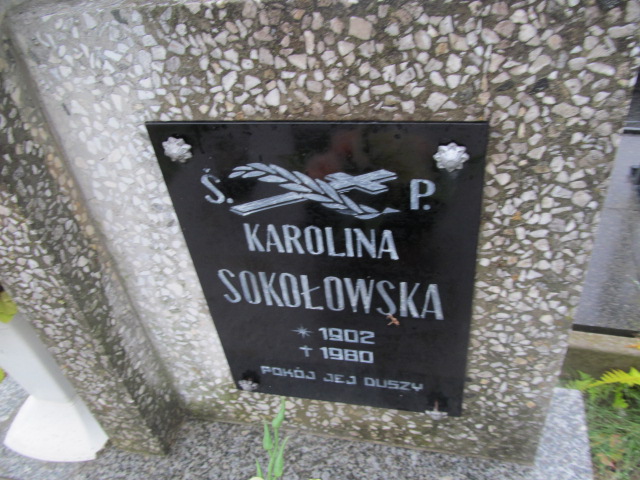 Ś. P.
KAROLINA
SOKOŁOWSKA
* 1902
† 1980
POKÓJ JEJ DUSZY